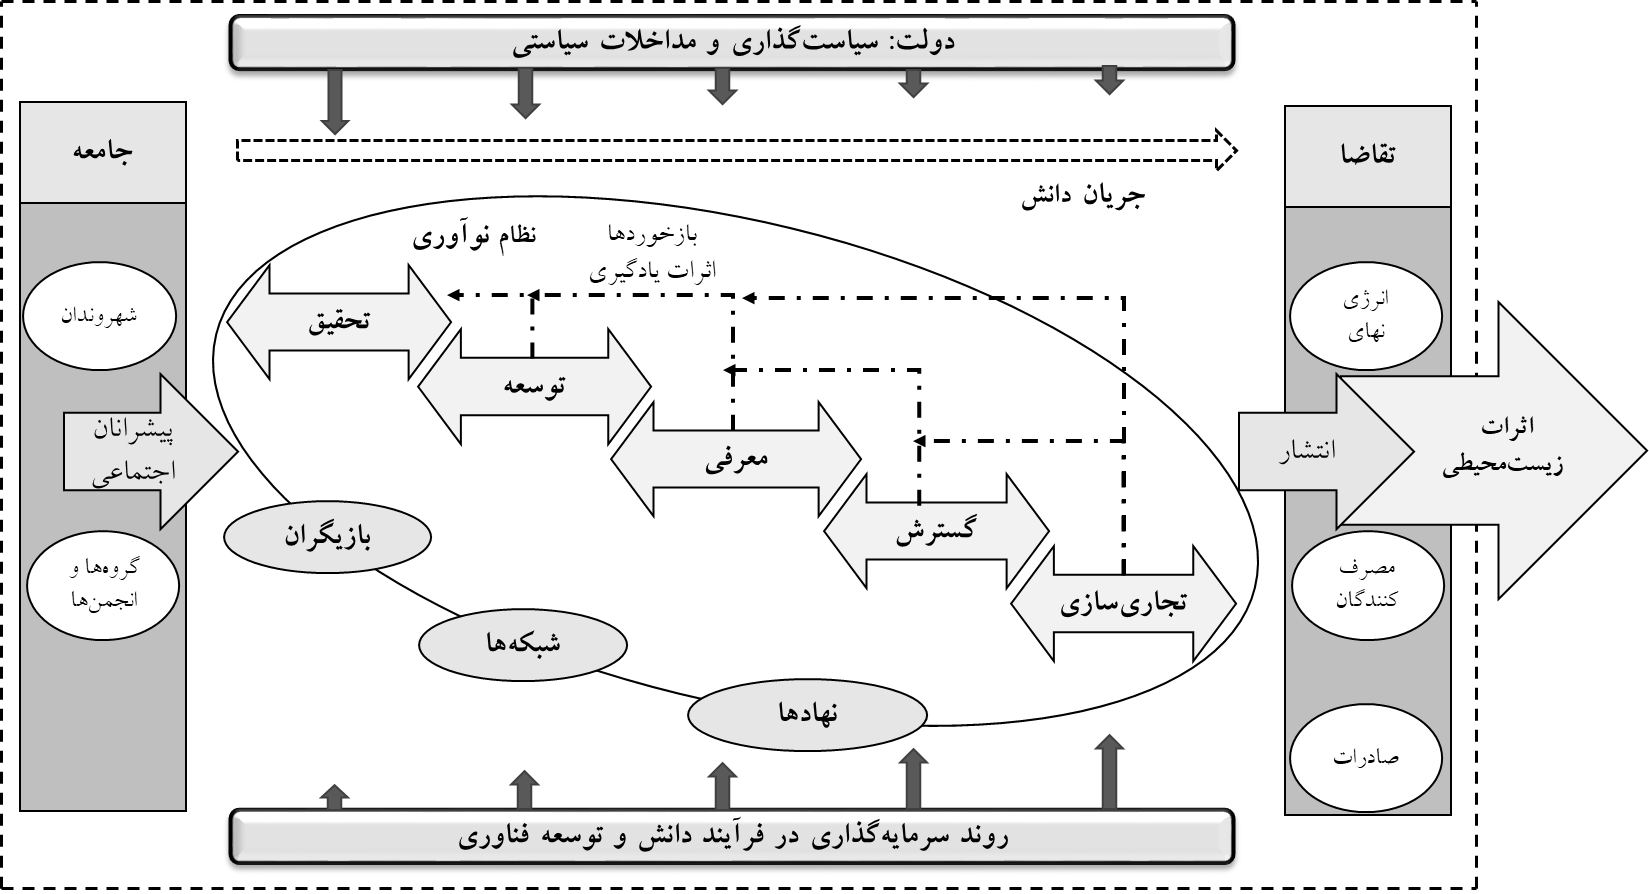 دولت: سیاست‌گذاری و مداخلات سیاستی
جامعه
تقاضا
جریان دانش
نظام نوآوری
بازخوردها
اثرات یادگیری
شهروندان
انرژی
نهای
تحقیق
توسعه
معرفی
گسترش
تجاری‌سازی
پیشرانان
اجتماعی
انتشار
اثرات
زیست‌محیطی
بازیگران
شبکه‌ها
نهادها
گروه‌ها و
انجمن‌ها
مصرف
کنندگان
صادرات
روند سرمایه‌گذاری در فرآیند دانش و توسعه فناوری